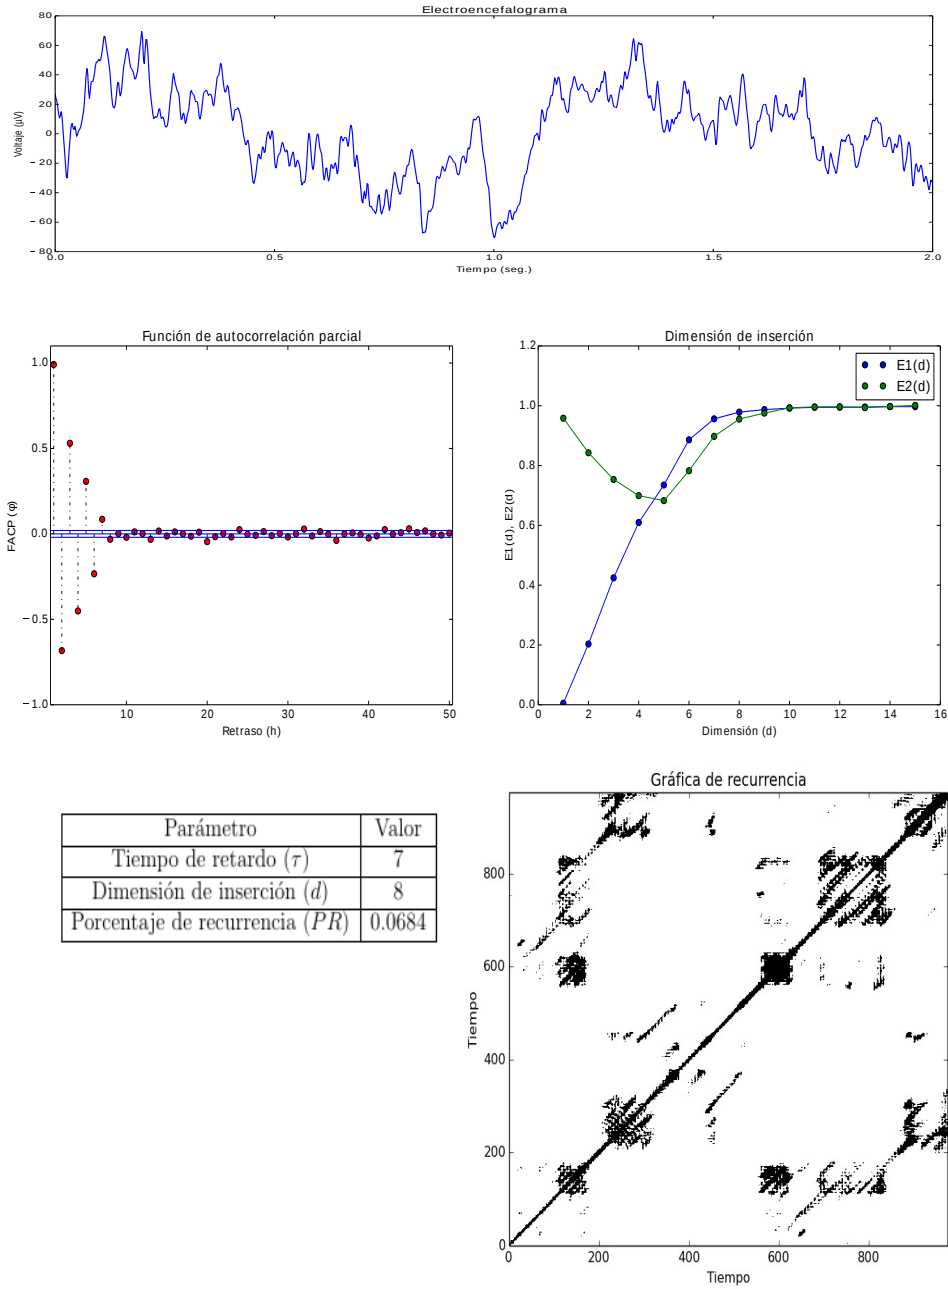 Electroencefalograma
80
60
40
20
0
−20
−40
−60
−80
Voltaje (μV)
0.0 0.5 1.0 1.5 2.0
Tiempo (seg.)
Función de autocorrelación parcial
1.0
0.5
0.0
−0.5
−1.0
FACP (φ)
10 20 30 40 50
Retraso (h)
Dimensión de inserción
1.2
1.0
0.8
0.6
0.4
0.2
0.0
E1(d), E2(d)
E1(d)
E2(d)
0 2 4 6 8 10 12 14 16
Dimensión (d)
Parámetro Valor
Tiempo de retardo (τ) 7
Dimensión de inserción (d) 8
Porcentaje de recurrencia (PR) 0.0684
Gráfica de recurrencia
800
600
400
200
0
Tiempo
0 200 400 600 800
Tiempo